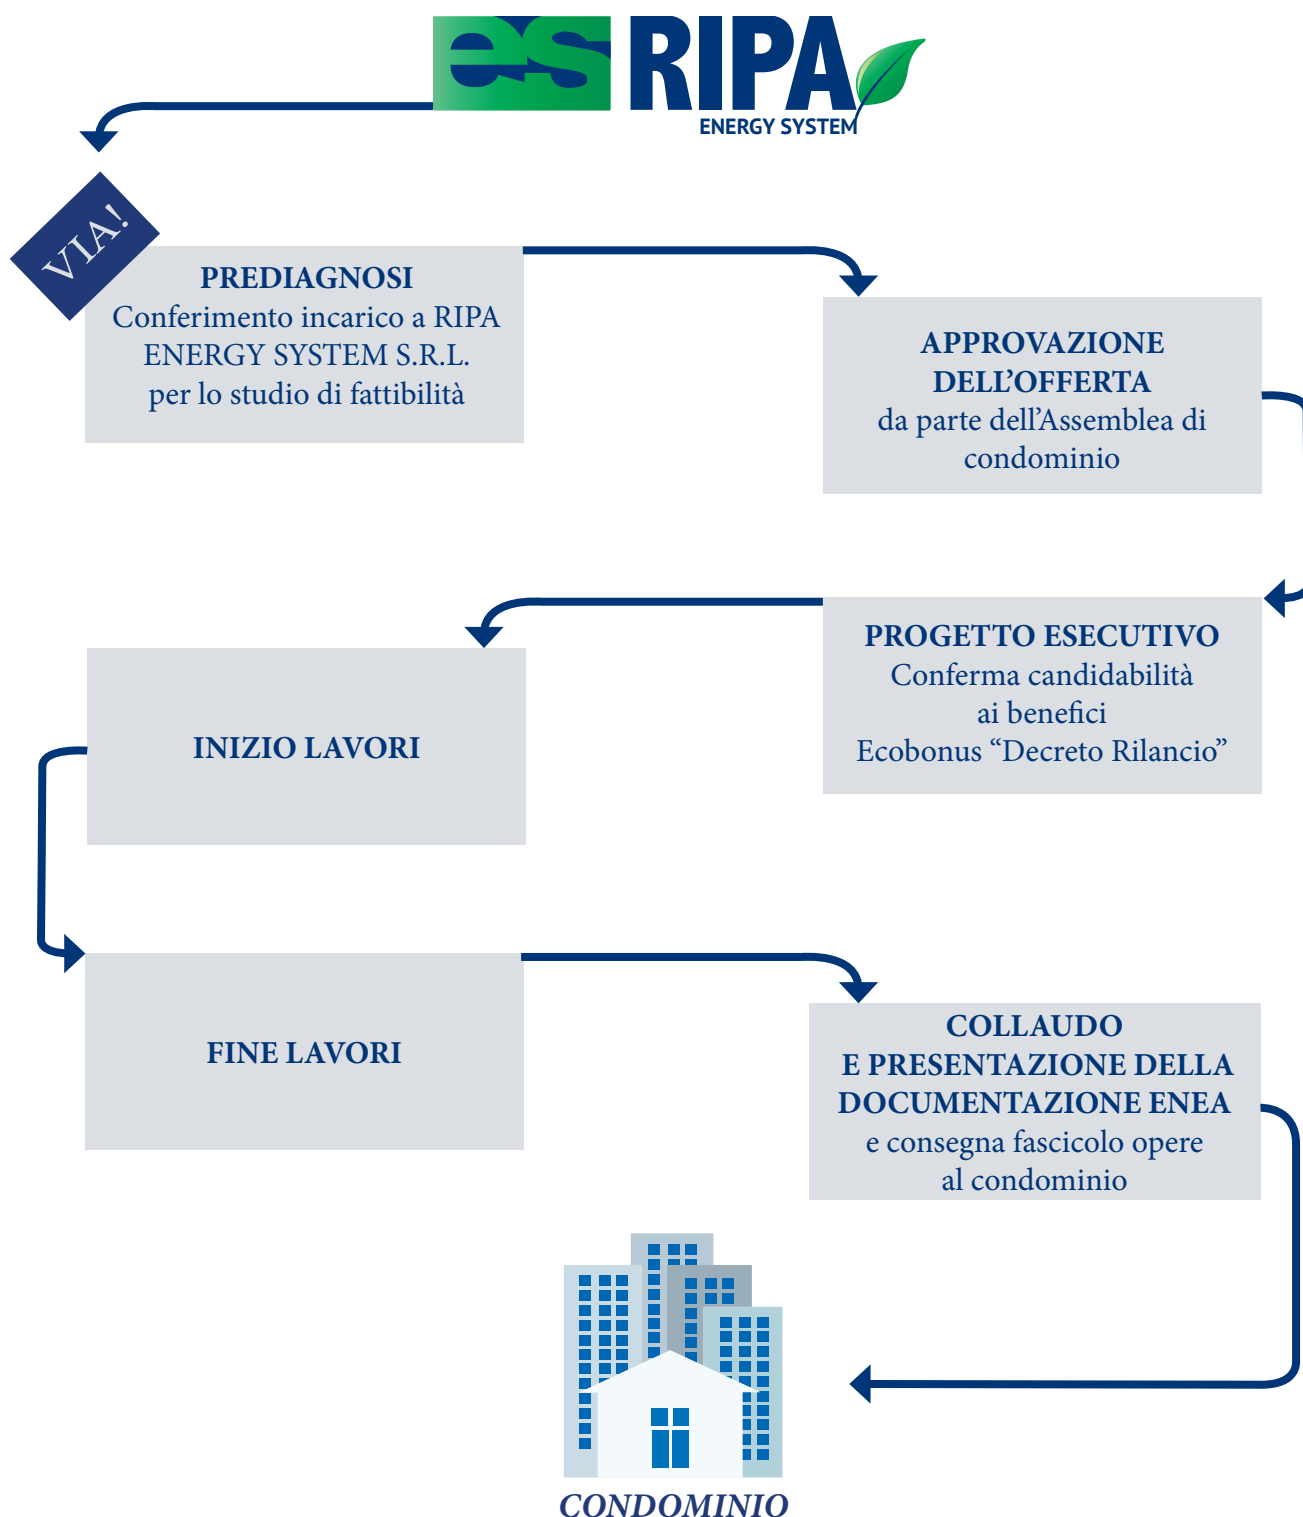 es RIPA
ENERGY SYSTEM
VIA!
PREDIAGNOSI
Conferimento incarico a RIPA
ENERGY SYSTEM S.R.L.
per lo studio di fattibilità
APPROVAZIONE
DELL’OFFERTA
da parte dell’Assemblea di
condominio
PROGETTO ESECUTIVO
Conferma candidabilità
ai benefici
Ecobonus “Decreto Rilancio”
INIZIO LAVORI
FINE LAVORI
COLLAUDO
E PRESENTAZIONE DELLA
DOCUMENTAZIONE ENEA
e consegna fascicolo opere
al condominio
CONDOMINIO